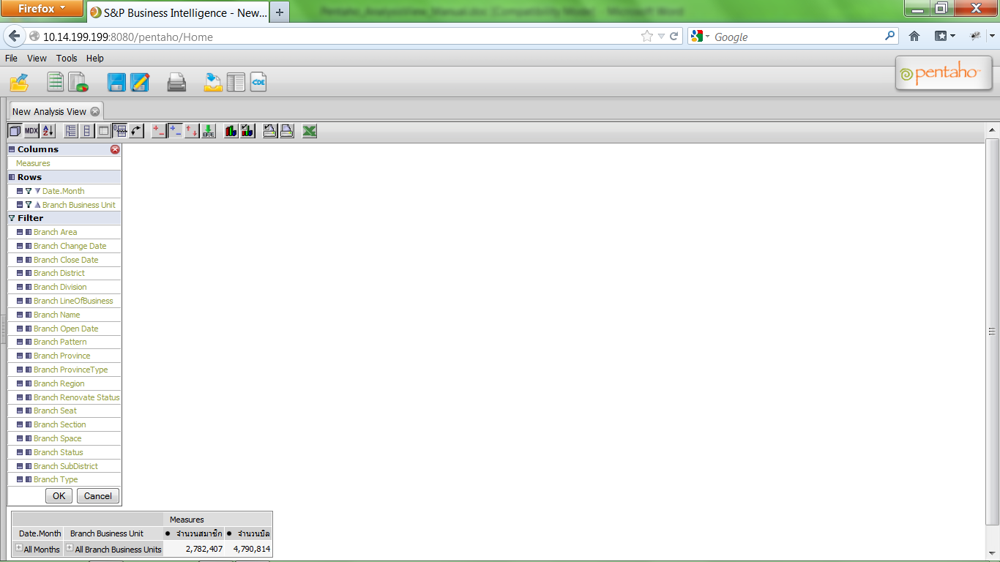 Firefox
S&P Business Intelligence - New...
Pentaho_AnalysisView_Manual.doc [Compatibility Mode] - Microsoft Word
10.14.199.199:8080/pentaho/Home
Google
File View Tools Help
CDE
pentaho
New Analysis View
MDX
Columns
Measures
Rows
Date.Month
Branch Business Unit
Filter
Branch Area
Branch Change Date
Branch Close Date
Branch District
Branch Division
Branch LineOfBusiness
Branch Name
Branch Open Date
Branch Pattern
Branch Province
Branch ProvinceType
Branch Region
Branch Renovate Status
Branch Seat
Branch Section
Branch Space
Branch Status
Branch SubDistrict
Branch Type
OK Cancel
Measures
Date.Month Branch Business Unit จำนวนสมาชิก จำนวนบิล
All Months All Branch Business Units 2,782,407 4,790,814